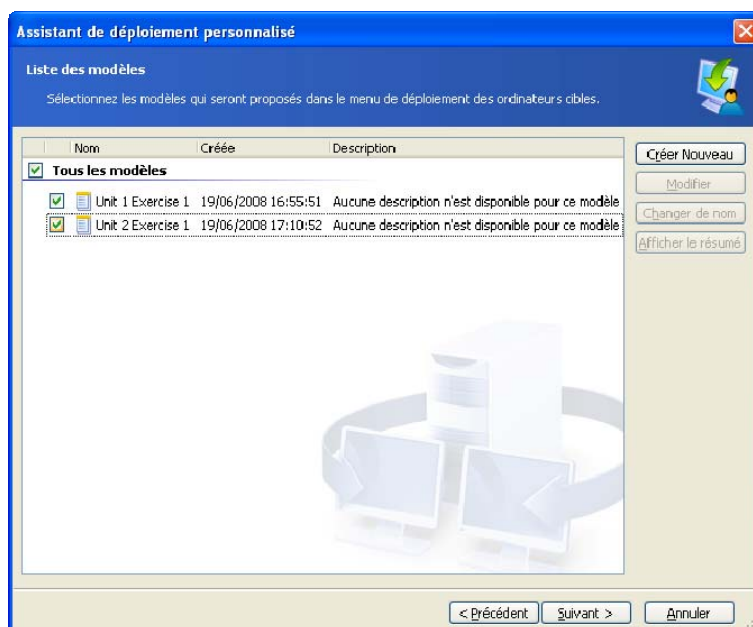 Assistant de déploiement personnalisé
Liste des modèles
Sélectionnez les modèles qui seront proposés dans le menu de déploiement des ordinateurs cibles.
Nom Créée Description
Tous les modèles
Unit 1 Exercise 1 19/06/2008 16:55:51 Aucune description n'est disponible pour ce modèle
Unit 2 Exercise 1 19/06/2008 17:10:52 Aucune description n'est disponible pour ce modèle
Créer Nouveau
Modifier
Changer de nom
Afficher le résumé
< Précédent
Suivant >
Annuler